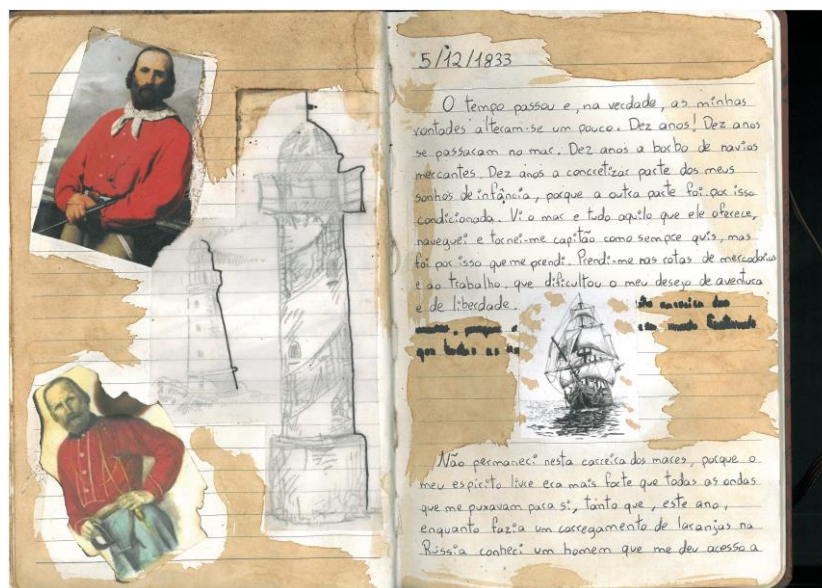 5/12/1833
O tempo passou e, na verdade, as minhas
vontades alteram-se um pouco. Dez anos! Dez anos
se passaram no mar. Dez anos a borbo de navios
mercantes. Dez anos a concretizar parte dos meus
sonhos de infância, porque a outra parte foi por isso
condicionada. Vi o mar e tudo aquilo que ele oferece,
naveguei e tornei-me capitão como sempre quis, mas
foi por isso que me prendi. Prendi-me nas rotas de mercadorias
e ao trabalho, que dificultou o meu desejo de aventura
e de liberdade.
que todas as
Não permaneci nesta carreira dos mares, porque o
meu espírito livre era mais forte que todas as ondas
que me puxavam para si, tanto que, este ano,
enquanto fazia um carregamento de laranjas na
Rússia conheci um homem que me deu acesso a